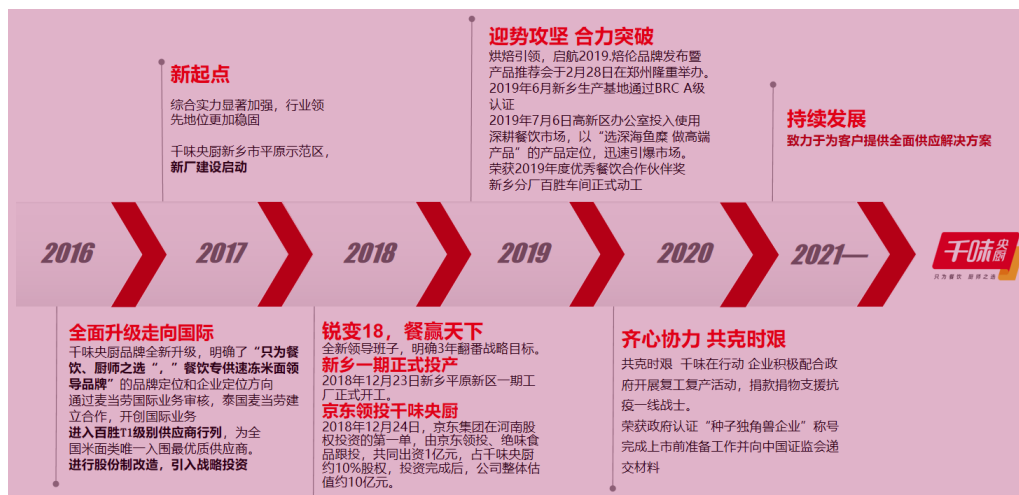 新起点
综合实力显著加强，行业领
先地位更加稳固
千味央厨新乡市平原示范区，
新厂建设启动
迎势攻坚 合力突破
烘焙引领，启航2019.焙伦品牌发布暨
产品推荐会于2月28日在郑州隆重举办。
2019年6月新乡生产基地通过BRC A级
认证
2019年7月6日高新区办公室投入使用
深耕餐饮市场，以“选深海鱼糜 做高端
产品”的产品定位，迅速引爆市场。
荣获2019年度优秀餐饮合作伙伴奖
新乡分厂百胜车间正式动工
持续发展
致力于为客户提供全面供应解决方案
2016
2017
2018
2019
2020
2021—
千味央厨
只为餐饮 厨师之选
全面升级走向国际
千味央厨品牌全新升级，明确了“只为餐
饮、厨师之选“，”餐饮专供速冻米面领
导品牌”的品牌定位和企业定位方向
通过麦当劳国际业务审核，泰国麦当劳建
立合作，开创国际业务
进入百胜T1级别供应商行列，为全
国米面类唯一入围最优质供应商。
进行股份制改造，引入战略投资
锐变18，餐赢天下
全新领导班子，明确3年翻番战略目标。
新乡一期正式投产
2018年12月23日新乡平原新区一期工
厂正式开工。
京东领投千味央厨
2018年12月24日，京东集团在河南股
权投资的第一单，由京东领投、绝味食
品跟投，共同出资1亿元，占千味央厨
约10%股权，投资完成后，公司整体估
值约10亿元。
齐心协力 共克时艰
共克时艰 千味在行动 企业积极配合政
府开展复工复产活动，捐款捐物支援抗
疫一线战士。
荣获政府认证“种子独角兽企业”称号
完成上市前准备工作并向中国证监会递
交材料